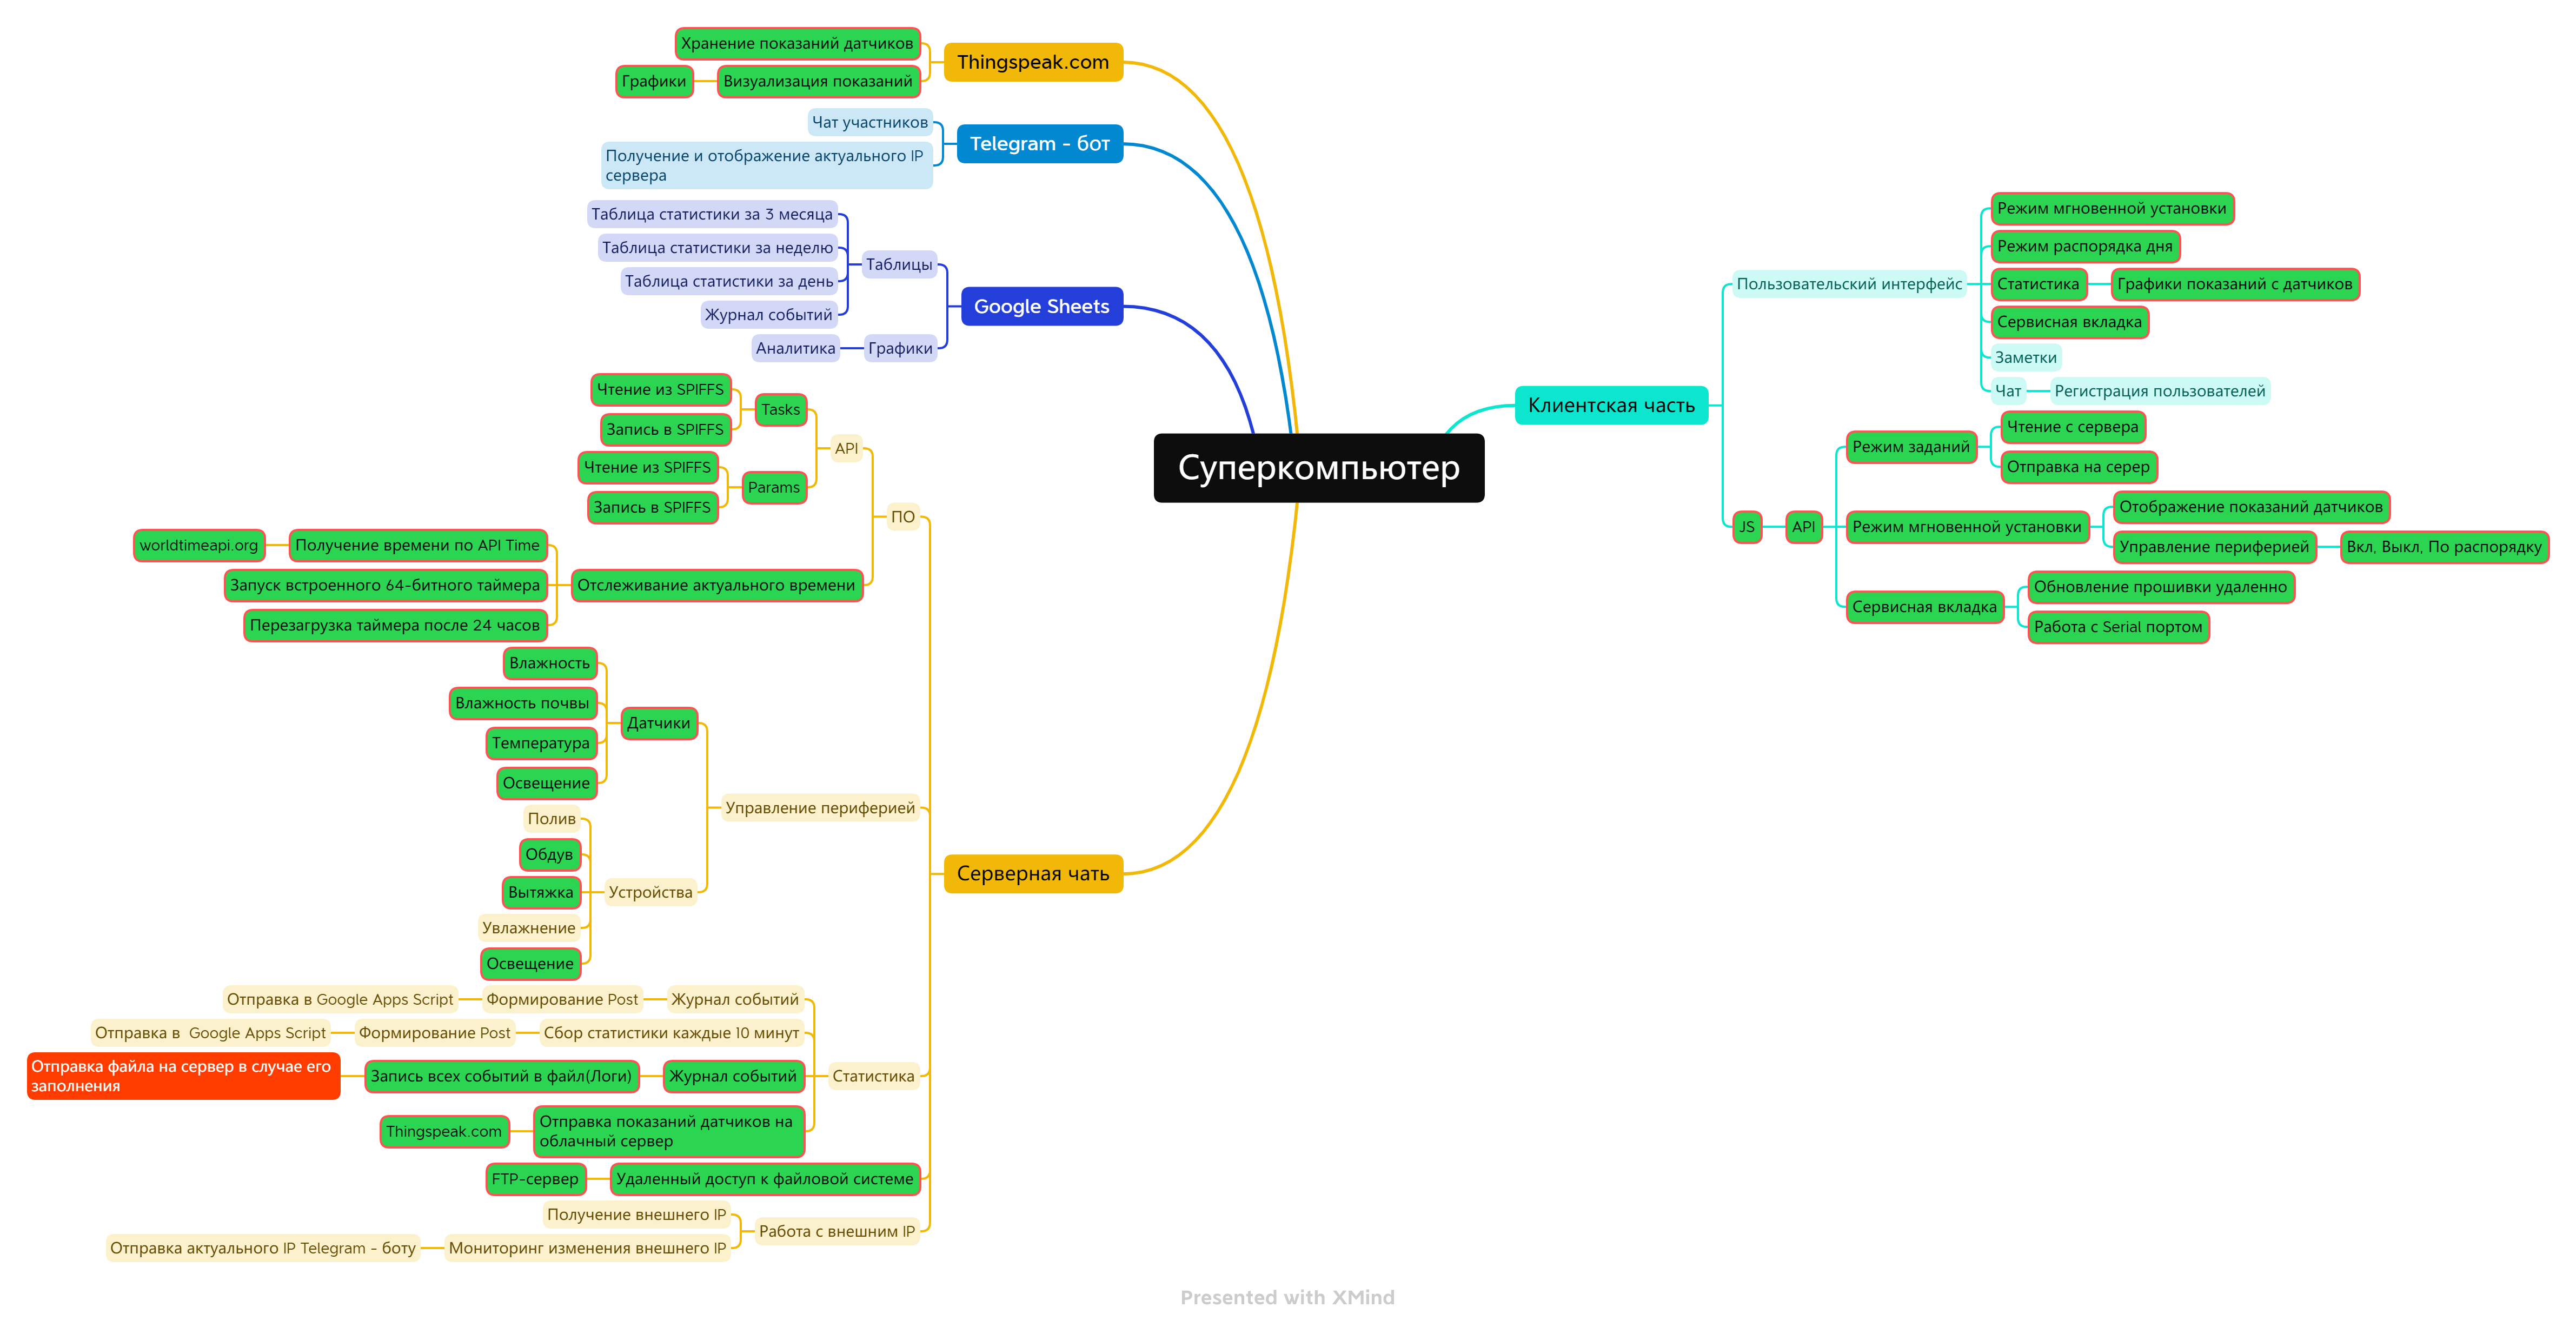 Хранение показаний датчиков
Графики
Визуализация показаний
Thingspeak.com
Чат участников
Получение и отображение актуального IP
сервера
Telegram - бот
Таблица статистики за 3 месяца
Таблица статистики за неделю
Таблица статистики за день
Журнал событий
Таблицы
Аналитика
Графики
Google Sheets
Чтение из SPIFFS
Запись в SPIFFS
Tasks
Чтение из SPIFFS
Запись в SPIFFS
Params
API
worldtimeapi.org
Получение времени по API Time
Запуск встроенного 64-битного таймера
Перезагрузка таймера после 24 часов
Отслеживание актуального времени
ПО
Влажность
Влажность почвы
Температура
Освещение
Датчики
Полив
Обдув
Вытяжка
Увлажнение
Освещение
Устройства
Управление периферией
Отправка в Google Apps Script
Формирование Post
Журнал событий
Отправка в  Google Apps Script
Формирование Post
Сбор статистики каждые 10 минут
Отправка файла на сервер в случае его
заполнения
Запись всех событий в файл(Логи)
Журнал событий
Thingspeak.com
Отправка показаний датчиков на
облачный сервер
Статистика
FTP-сервер
Удаленный доступ к файловой системе
Получение внешнего IP
Отправка актуального IP Telegram - боту
Мониторинг изменения внешнего IP
Работа с внешним IP
Серверная чать
Суперкомпьютер
Клиентская часть
Пользовательский интерфейс
Режим мгновенной установки
Режим распорядка дня
Статистика
Графики показаний с датчиков
Сервисная вкладка
Заметки
Чат
Регистрация пользователей
JS
API
Режим заданий
Чтение с сервера
Отправка на серер
Режим мгновенной установки
Отображение показаний датчиков
Управление периферией
Вкл, Выкл, По распорядку
Сервисная вкладка
Обновление прошивки удаленно
Работа с Serial портом
Presented with XMind